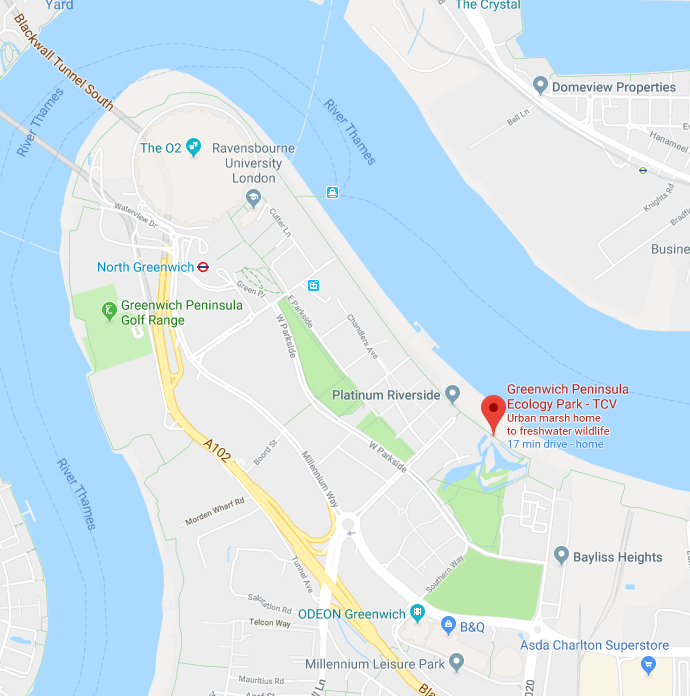 Yard
The Crystal
Blackwall Tunnel South
Domeview Properties
River Thames
River Thames
Bell Ln
Hanameel
The O2
Ravensbourne
University
London
Knights Rd
Waterview Dr
Cutter Ln
Busine
North Greenwich
Green Pl
E Parkside
Greenwich Peninsula
Golf Range
W Parkside
Chandlers Ave
Platinum Riverside
Greenwich Peninsula
Ecology Park - TCV
Urban marsh home
to freshwater wildlife
17 min drive - home
A102
Boord St
W Parkside
River Thames
Millennium Way
Morden Wharf Rd
Bayliss Heights
Tunnel Ave
Southern Way
Salutation Rd
ODEON Greenwich
Telcon Way
B&Q
Asda Charlton Superstore
Millennium Leisure Park
Mauritius Rd